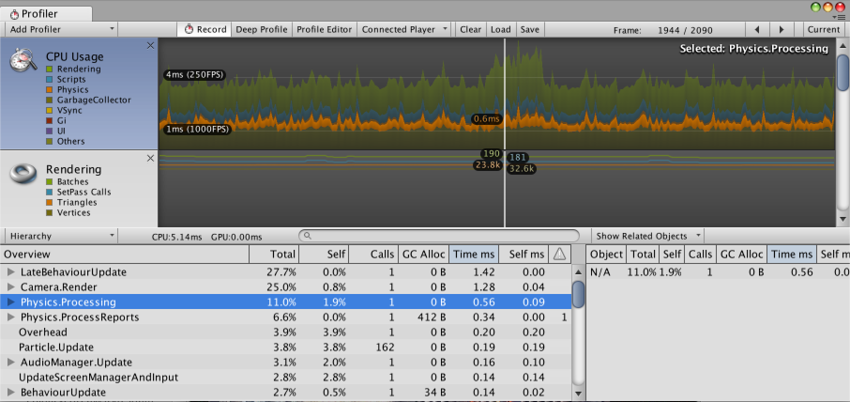 Profiler
Add Profiler Record Deep Profile Profile Editor Connected Player Clear Load Save Frame: 1944 / 2090 Current
CPU Usage
Rendering
Scripts
Physics
GarbageCollector
VSync
Gi
UI
Others
Selected: Physics.Processing
4ms (250FPS)
0.6ms
1ms (1000FPS)
Rendering
Batches
SetPass Calls
Triangles
Vertices
190 181
23.8k 32.6k
Hierarchy CPU:5.14ms GPU:0.00ms Show Related Objects
Overview Total Self Calls GC Alloc Time ms Self ms Object Total Self Calls GC Alloc Time ms Self m
LateBehaviourUpdate 27.7% 0.0% 1 0 B 1.42 0.00 N/A 11.0% 1.9% 1 0 B 0.56 0.0
Camera.Render 25.0% 0.8% 1 0 B 1.28 0.04
Physics.Processing 11.0% 1.9% 1 0 B 0.56 0.09
Physics.ProcessReports 6.6% 0.0% 1 412 B 0.34 0.00 1
Overhead 3.9% 3.9% 1 0 B 0.20 0.20
Particle.Update 3.8% 3.8% 162 0 B 0.19 0.19
AudioManager.Update 3.1% 2.0% 1 0 B 0.16 0.10
UpdateScreenManagerAndInput 2.8% 2.8% 1 0 B 0.14 0.14
BehaviourUpdate 2.7% 0.5% 1 34 B 0.14 0.02